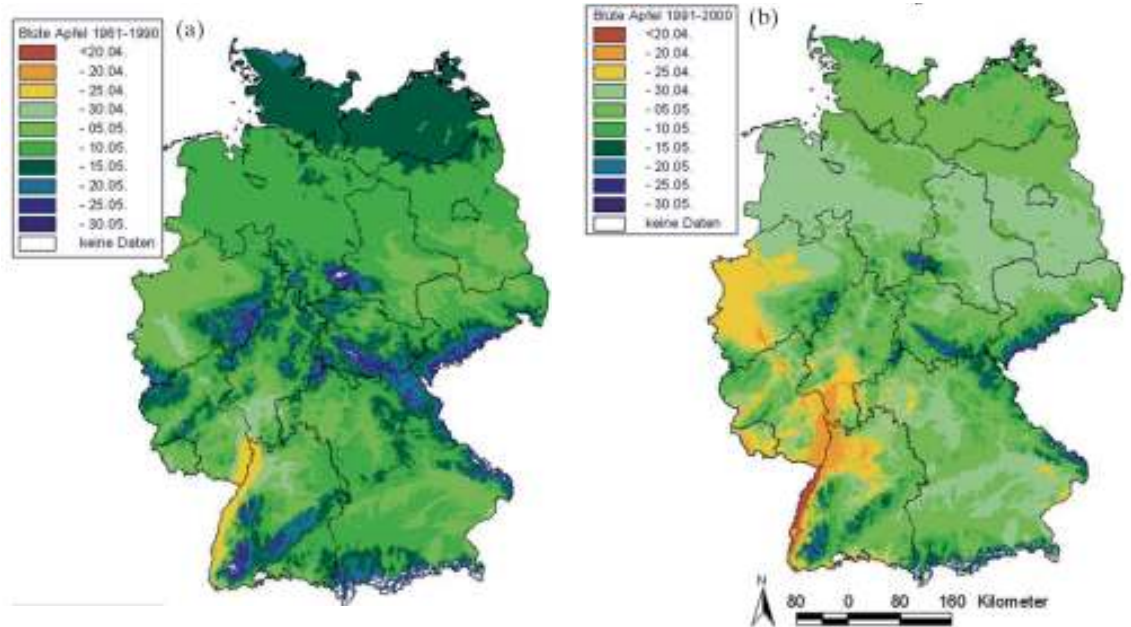 Blüte Apfel 1961-1990
(a)
<20.04.
- 20.04.
- 25.04.
- 30.04.
- 05.05.
- 10.05.
- 15.05.
- 20.05.
- 25.05.
- 30.05.
keine Daten
Blüte Apfel 1991-2000
(b)
<20.04.
- 20.04.
- 25.04.
- 30.04.
- 05.05.
- 10.05.
- 15.05.
- 20.05.
- 25.05.
- 30.05.
keine Daten
N
80 0 80 160 Kilometer